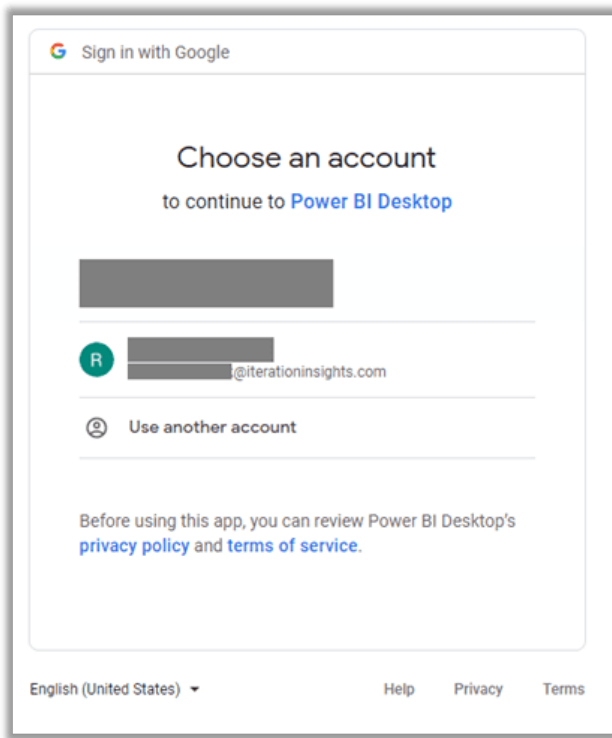 Sign in with Google
Choose an account
to continue to Power BI Desktop
R
@iterationinsights.com
Use another account
Before using this app, you can review Power BI Desktop's
privacy policy and terms of service.
English (United States)
Help Privacy Terms